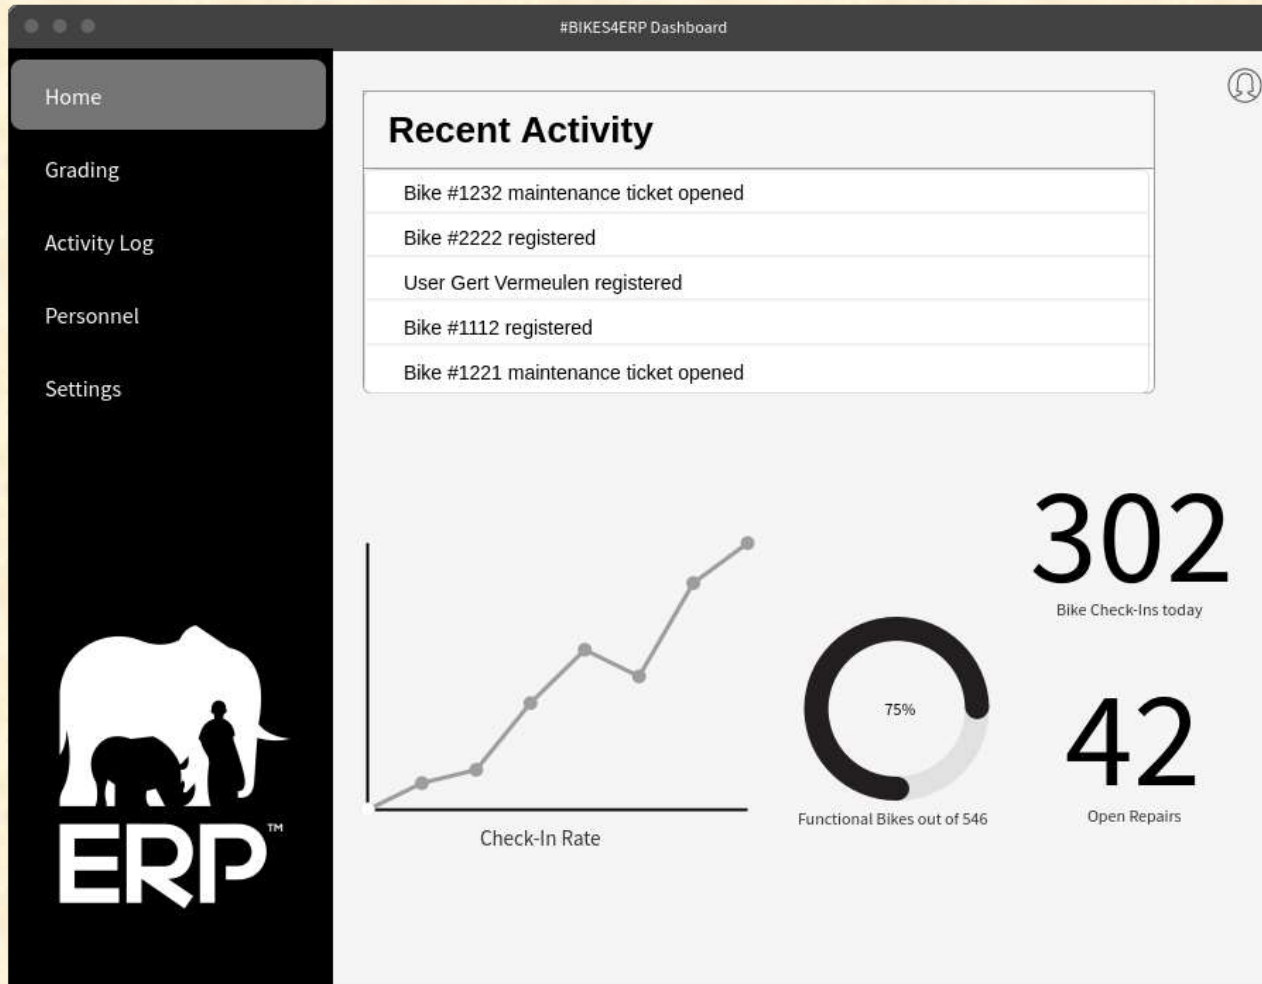 #BIKES4ERP Dashboard
Home
Grading
Activity Log
Personnel
Settings
ERP™
Recent Activity
Bike #1232 maintenance ticket opened
Bike #2222 registered
User Gert Vermeulen registered
Bike #1112 registered
Bike #1221 maintenance ticket opened
Check-In Rate
75%
Functional Bikes out of 546
302
Bike Check-Ins today
42
Open Repairs